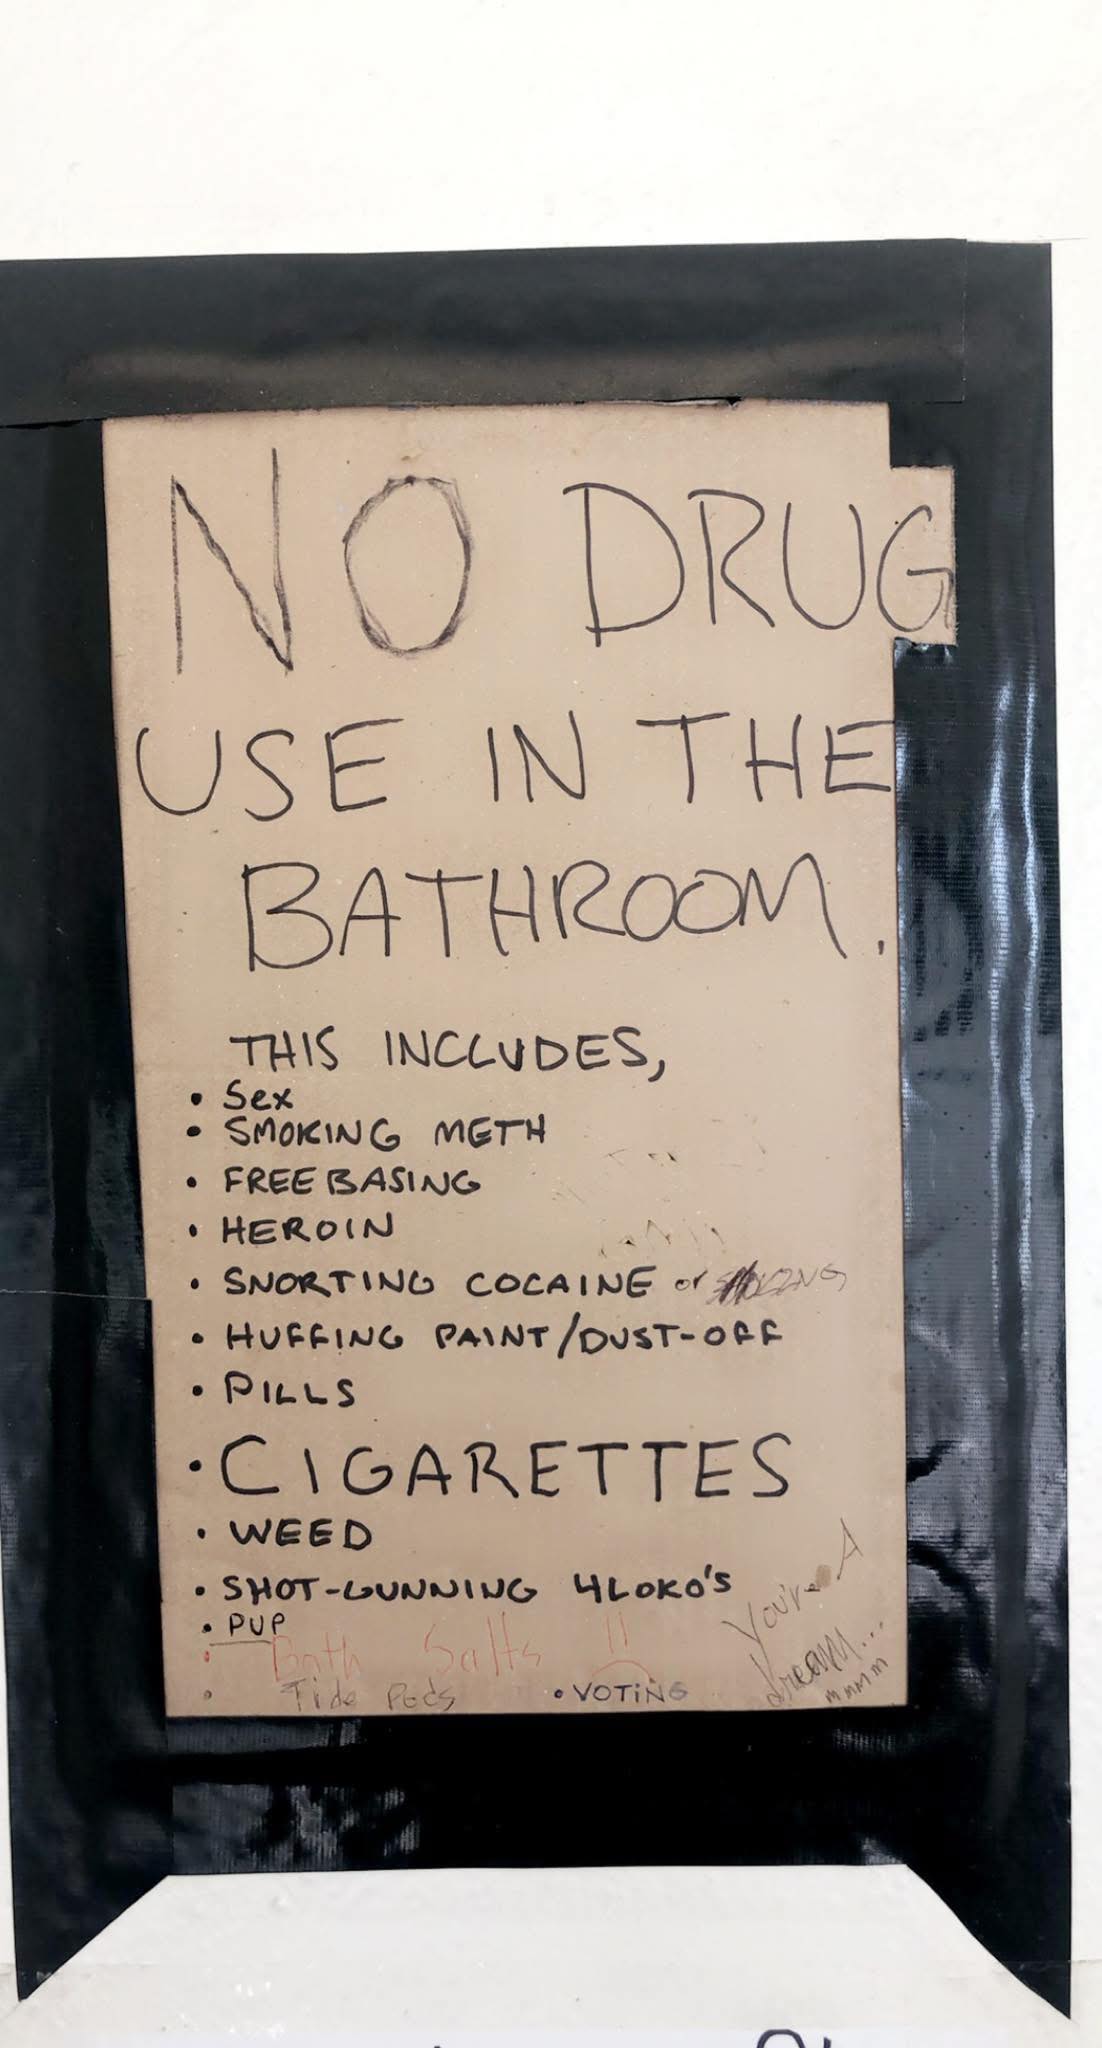 NO DRUG
USE IN THE
BATHROOM.
THIS INCLUDES,
• Sex
• SMOKING METH
• FREEBASING
• HEROIN
• SNORTING COCAINE or
• HUFFING PAINT/DUST-OFF
• PILLS
• CIGARETTES
• WEED
• SHOT-GUNNING 4LOKO'S
• PUP
• Bath Salts !!
• Tide Pods
• VOTING
You're A
dream...
mmmm